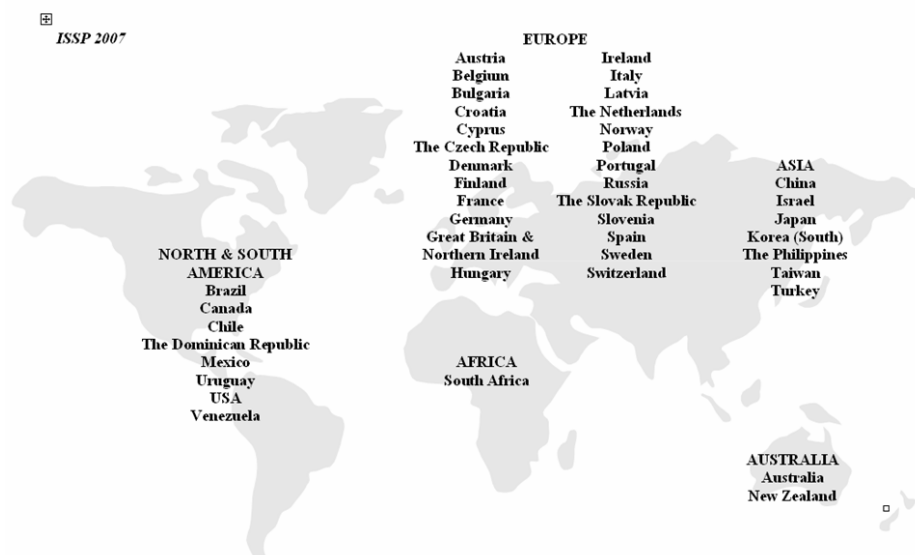 ISSP 2007
EUROPE
Austria
Belgium
Bulgaria
Croatia
Cyprus
The Czech Republic
Denmark
Finland
France
Germany
Great Britain &
Northern Ireland
Hungary
Ireland
Italy
Latvia
The Netherlands
Norway
Poland
Portugal
Russia
The Slovak Republic
Slovenia
Spain
Sweden
Switzerland
ASIA
China
Israel
Japan
Korea (South)
The Philippines
Taiwan
Turkey
NORTH & SOUTH
AMERICA
Brazil
Canada
Chile
The Dominican Republic
Mexico
Uruguay
USA
Venezuela
AFRICA
South Africa
AUSTRALIA
Australia
New Zealand